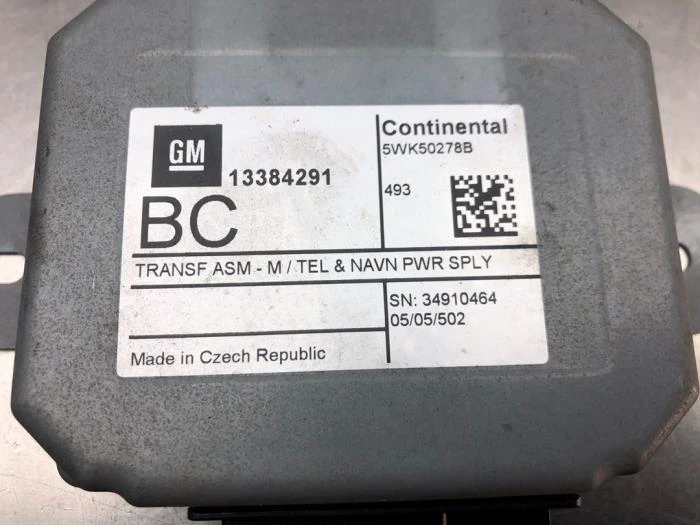 GM
13384291
BC
Continental
5WK50278B
493
TRANSF ASM - M / TEL & NAVN PWR SPLY
SN: 34910464
05/05/502
Made in Czech Republic